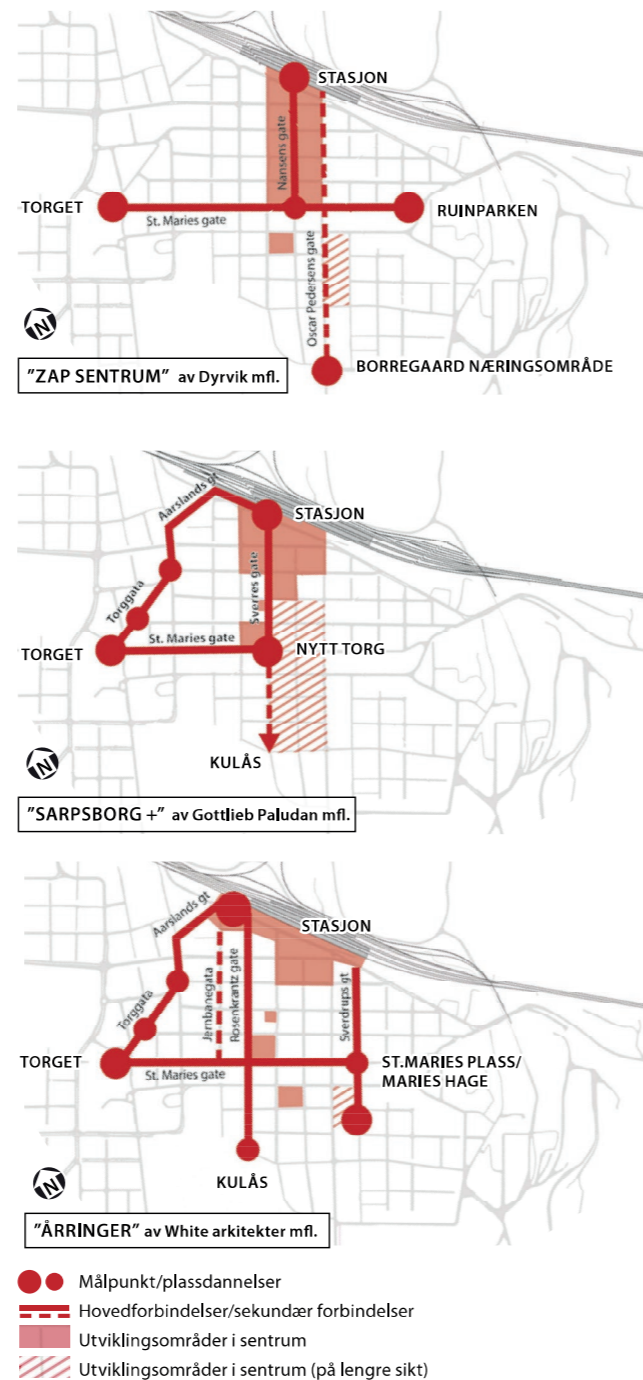 STASJON
Nansens gate
TORGET
St. Maries gate
RUINPARKEN
Oscar Pedersens gate
N
BORREGAARD NÆRINGSOMRÅDE
"ZAP SENTRUM" av Dyrvik mfl.
Aarslands gt
STASJON
Torggata
Sverres gate
St. Maries gate
TORGET
NYTT TORG
N
KULÅS
"SARPSBORG +" av Gottlieb Paludan mfl.
Aarslands gt
STASJON
Torggata
Jernbanegata
Rosenkrantz gate
Sverdrups gt
TORGET
St. Maries gate
ST.MARIES PLASS/
MARIES HAGE
KULÅS
N
"ÅRRINGER" av White arkitekter mfl.
Målpunkt/plassdannelser
Hovedforbindelser/sekundær forbindelser
Utviklingsområder i sentrum
Utviklingsområder i sentrum (på lengre sikt)